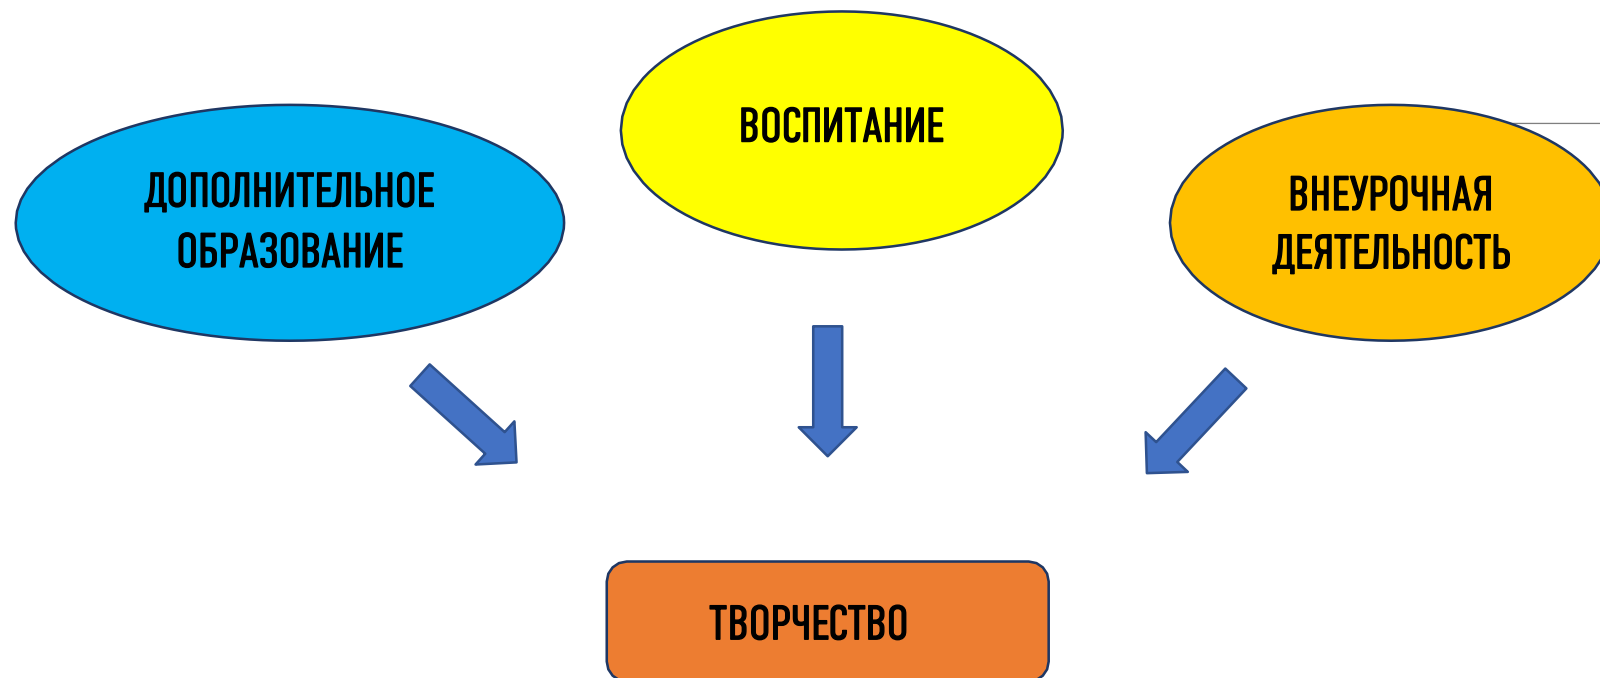 ВОСПИТАНИЕ
ДОПОЛНИТЕЛЬНОЕ
ОБРАЗОВАНИЕ
ВНЕУРОЧНАЯ
ДЕЯТЕЛЬНОСТЬ
ТВОРЧЕСТВО